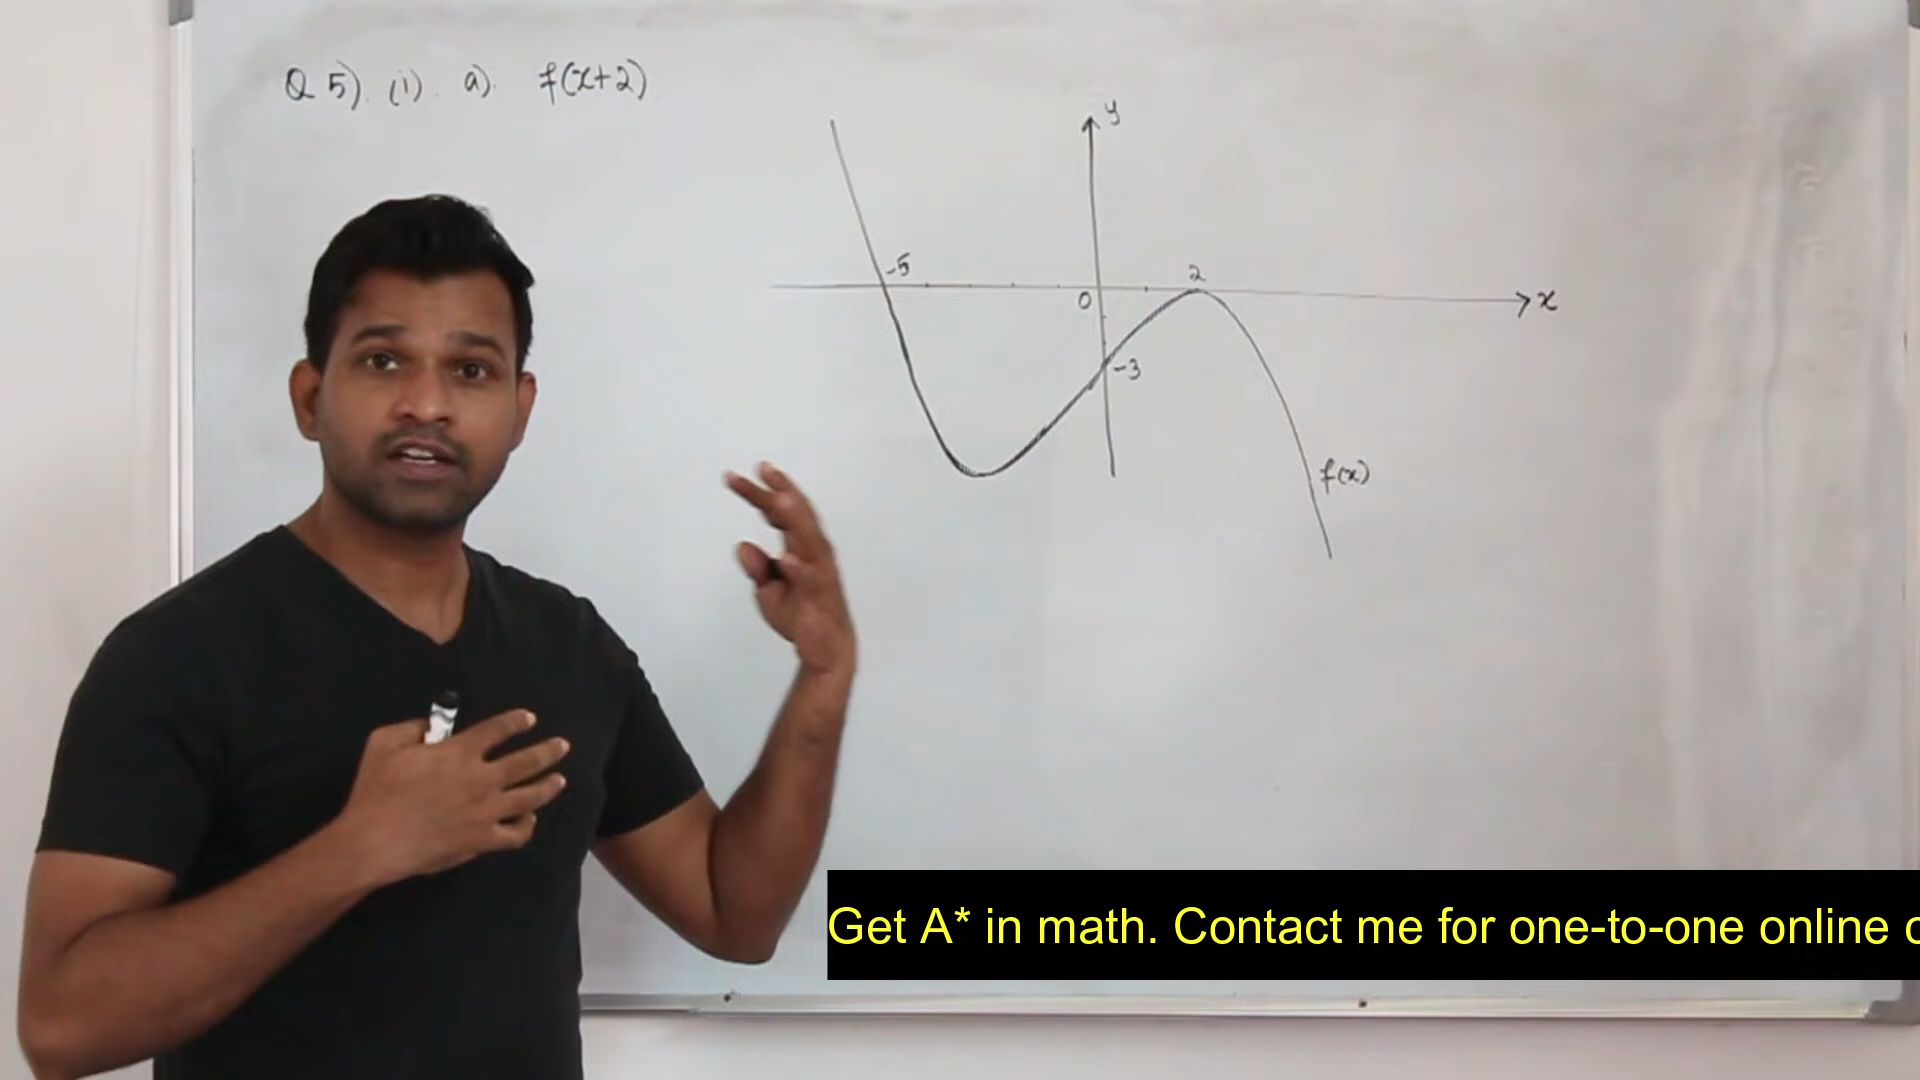 Q 5). (i). a). f(x+2)
y
-5
2
0
x
-3
f(x)
Get A* in math. Contact me for one-to-one online